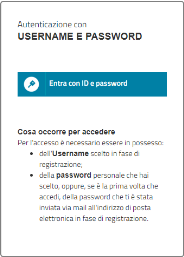 Autenticazione con
USERNAME E PASSWORD
Entra con ID e password
Cosa occorre per accedere
Per l'accesso è necessario essere in possesso:
• dell'Username scelto in fase di
registrazione;
• della password personale che hai
scelto, oppure, se è la prima volta che
accedi, della password che ti è stata
inviata via mail all'indirizzo di posta
elettronica in fase di registrazione.